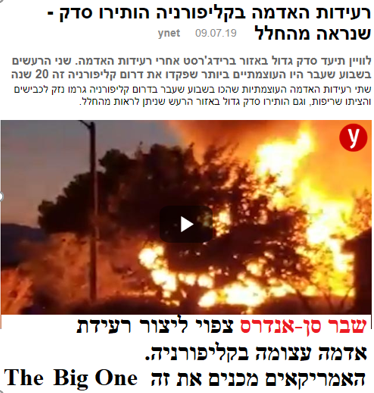 רעידות האדמה בקליפורניה הותירו סדק -
שנראה מהחלל
ynet 09.07.19
לוויין תיעד סדק גדול באזור ברידג'רסט אחרי רעידות האדמה. שני הרעשים
בשבוע שעבר היו העוצמתיים ביותר שפקדו את דרום קליפורניה זה 20 שנה
שתי רעידות האדמה העוצמתיות שהכו בשבוע שעבר בדרום קליפורניה גרמו נזק לכבישים
והציתו שריפות, וגם הותירו סדק גדול באזור הרעש שניתן לראות מהחלל.
y
שבר סן-אנדרס צפוי ליצור רעידת
אדמה עצומה בקליפורניה.
האמריקאים מכנים את זה The Big One